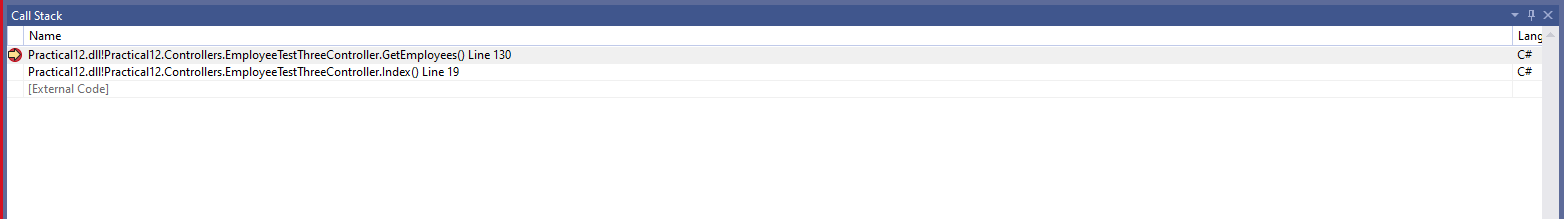 Call Stack
Name Lang
Practical12.dll!Practical12.Controllers.EmployeeTestThreeController.GetEmployees() Line 130 C#
Practical12.dll!Practical12.Controllers.EmployeeTestThreeController.Index() Line 19 C#
[External Code]